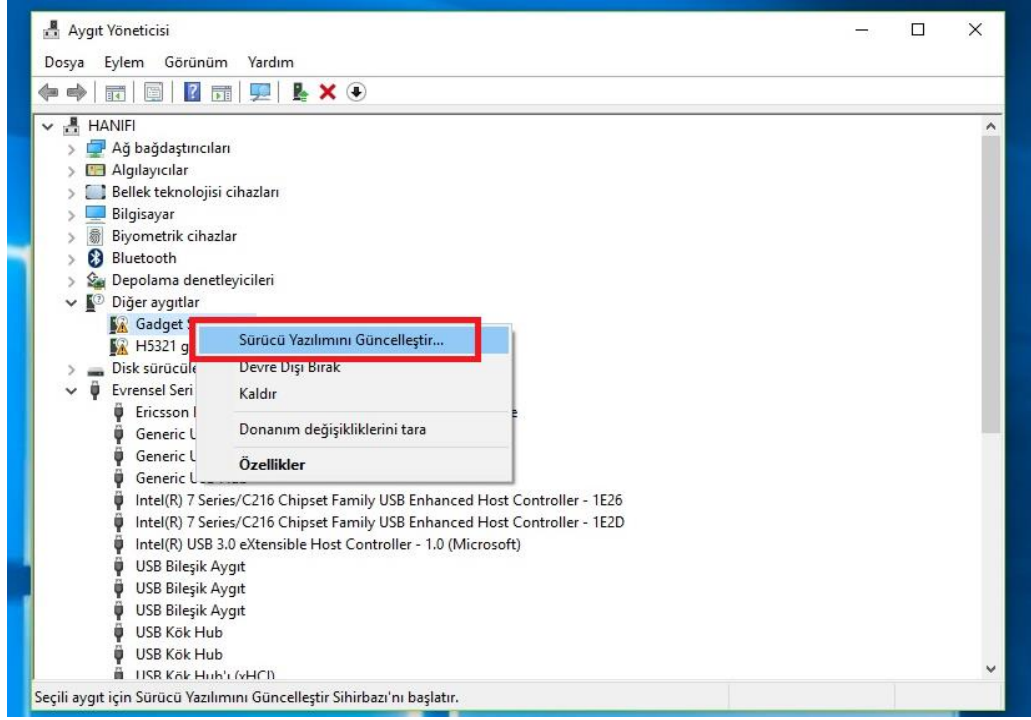 Aygıt Yöneticisi
Dosya Eylem Görünüm Yardım
HANIFI
Ağ bağdaştırıcıları
Algılayıcılar
Bellek teknolojisi cihazları
Bilgisayar
Biyometrik cihazlar
Bluetooth
Depolama denetleyicileri
Diğer aygıtlar
Gadget
Sürücü Yazılımını Güncelleştir...
H5321
Devre Dışı Bırak
Disk
Kaldır
Evrensel Seri
Ericsson
Donanım değişikliklerini tara
Generic
Generic
Özellikler
Generic
Intel(R) 7 Series/C216 Chipset Family USB Enhanced Host Controller - 1E26
Intel(R) 7 Series/C216 Chipset Family USB Enhanced Host Controller - 1E2D
Intel(R) USB 3.0 eXtensible Host Controller - 1.0 (Microsoft)
USB Bileşik Aygıt
USB Bileşik Aygıt
USB Bileşik Aygıt
USB Kök Hub
USB Kök Hub
USB Kök Hub'ı (xHCI)
Seçili aygıt için Sürücü Yazılımını Güncelleştir Sihirbazı'nı başlatır.